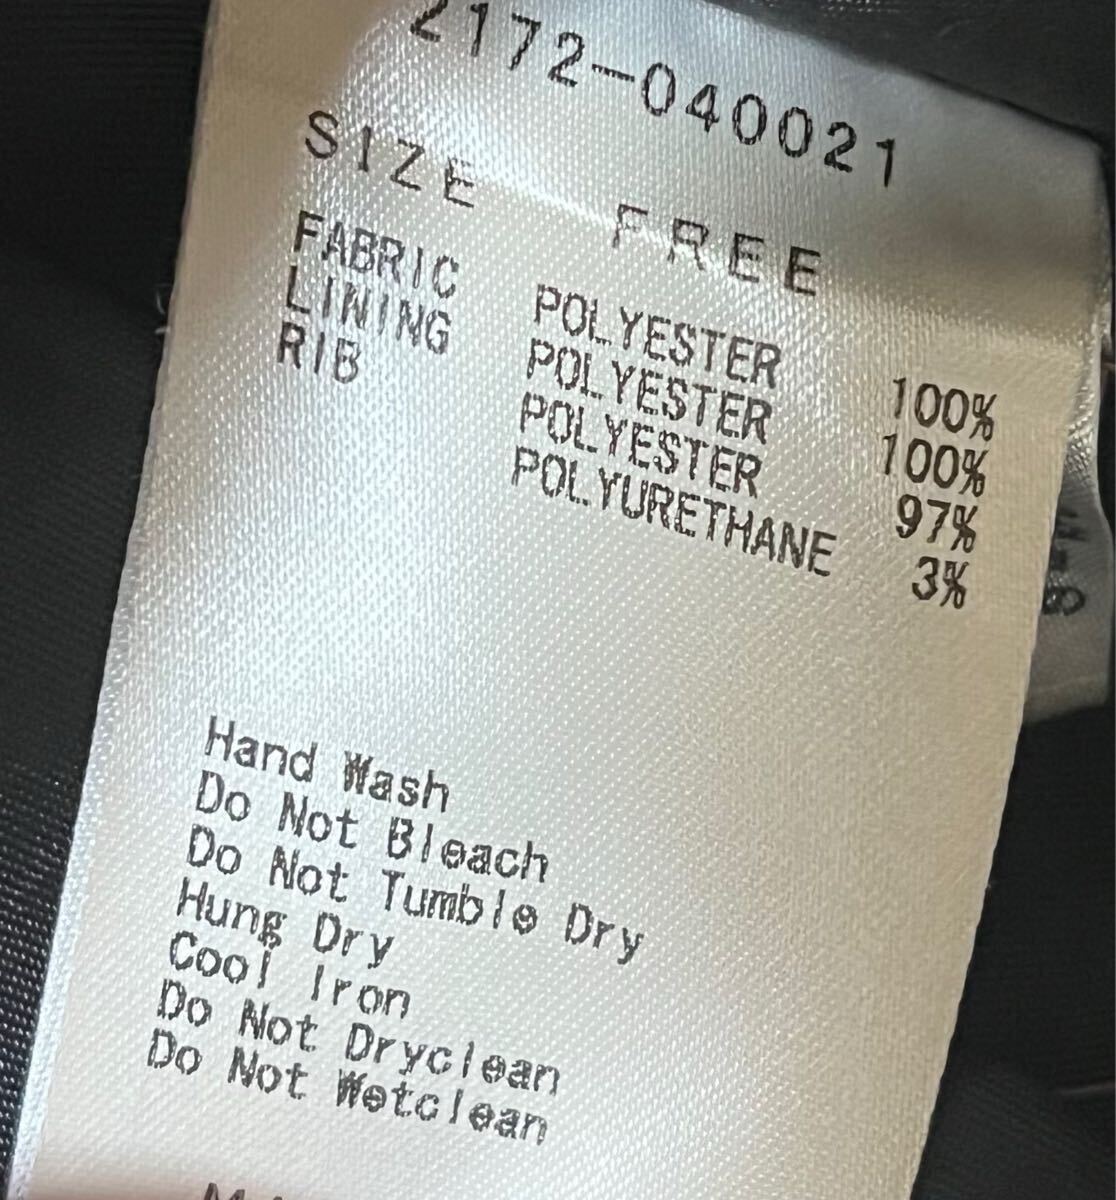 2172-040021
SIZE FREE
FABRIC POLYESTER 100%
LINING POLYESTER 100%
RIB POLYESTER 97%
POLYURETHANE 3%
Hand Wash
Do Not Bleach
Do Not Tumble Dry
Hung Dry
Cool Iron
Do Not Dryclean
Do Not Wetclean